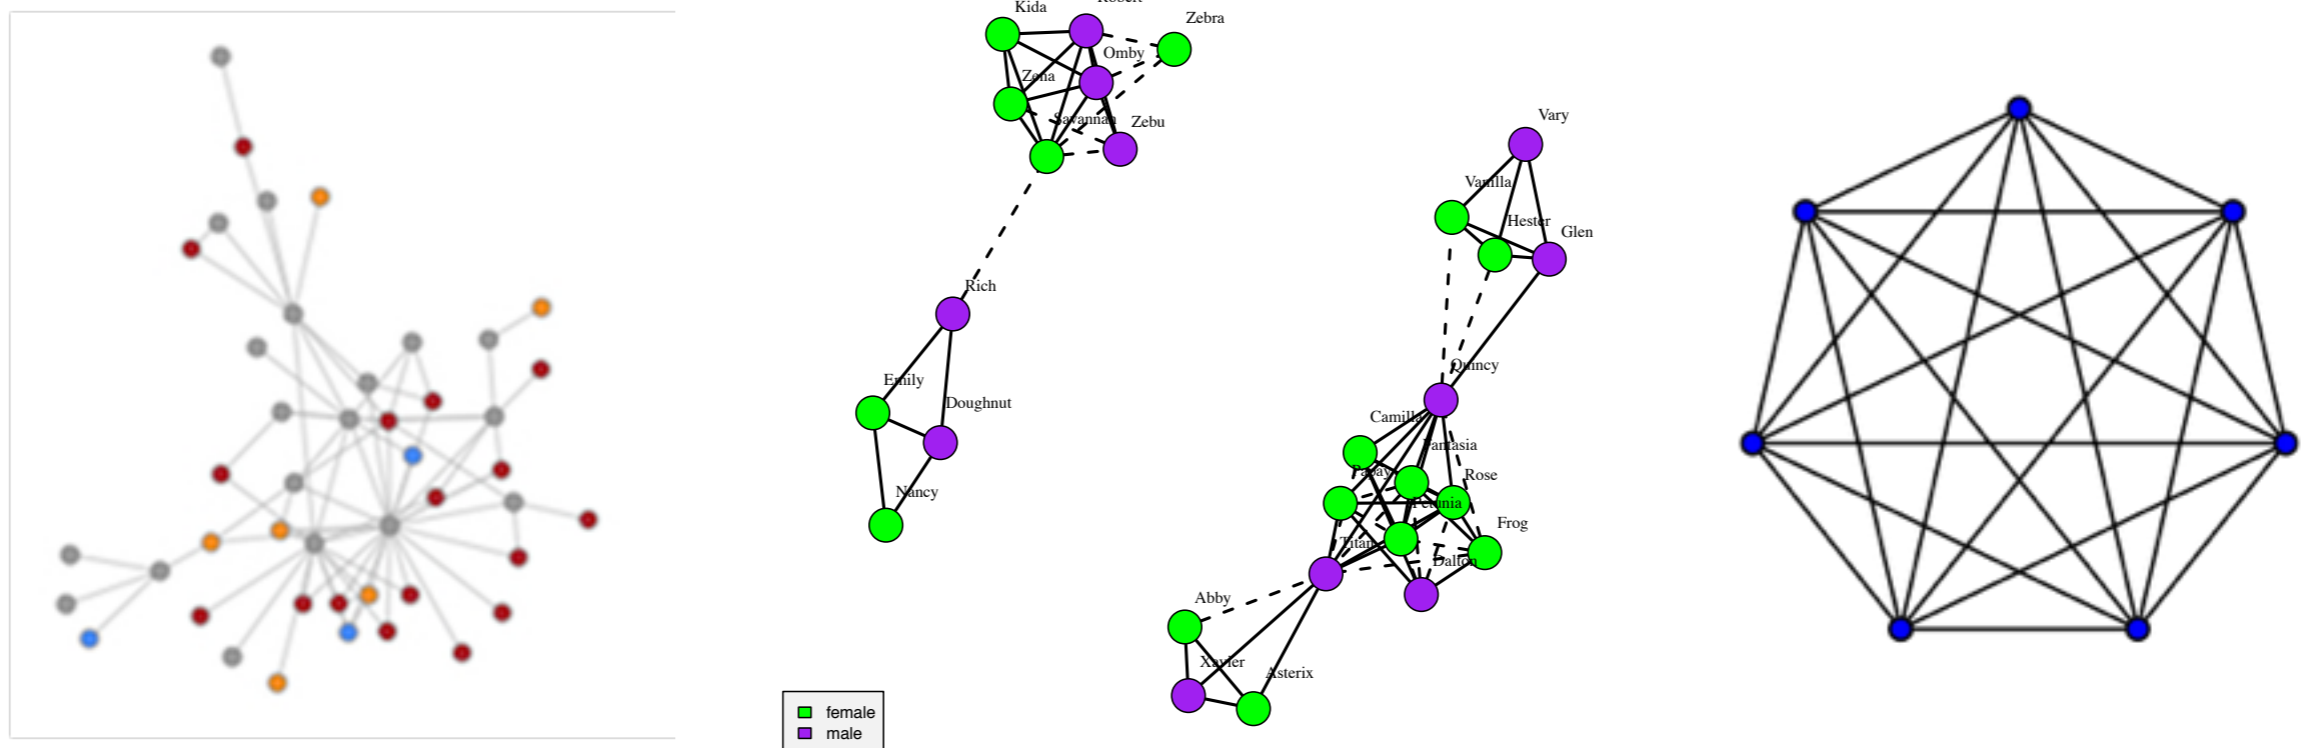 Kida
Zebra
Omby
Zena
Savannah
Zebu
Vary
Vanilla
Hester
Glen
Rich
Emily
Doughnut
Nancy
Quincy
Camilla
Fantasia
Rose
Petunia
Frog
Titan
Dalton
Abby
Xavier
Asterix
female
male